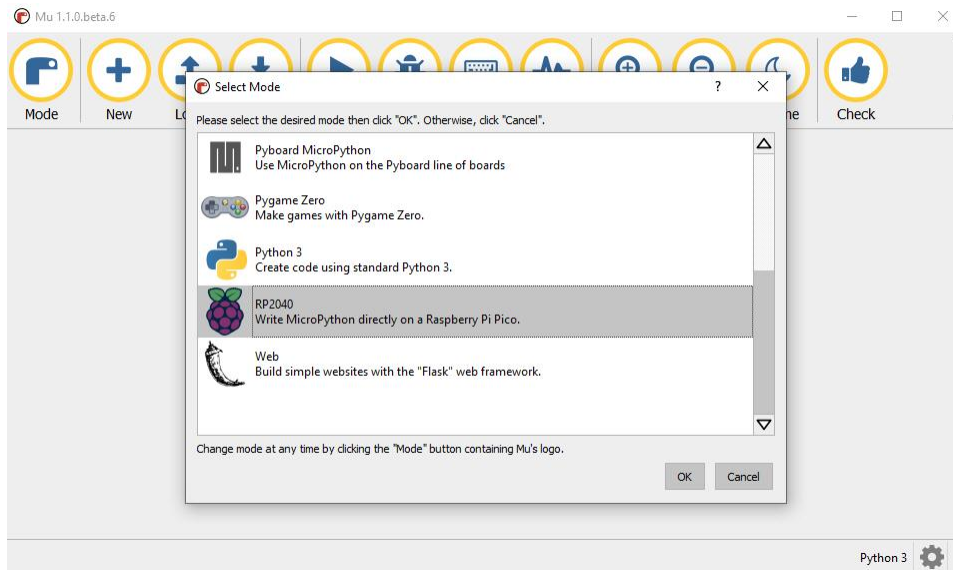 Mu 1.1.0.beta.6
Mode
New
Check
Select Mode
?
Please select the desired mode then click "OK". Otherwise, click "Cancel".
Pyboard MicroPython
Use MicroPython on the Pyboard line of boards
Pygame Zero
Make games with Pygame Zero.
Python 3
Create code using standard Python 3.
RP2040
Write MicroPython directly on a Raspberry Pi Pico.
Web
Build simple websites with the "Flask" web framework.
Change mode at any time by clicking the "Mode" button containing Mu's logo.
OK Cancel
Python 3